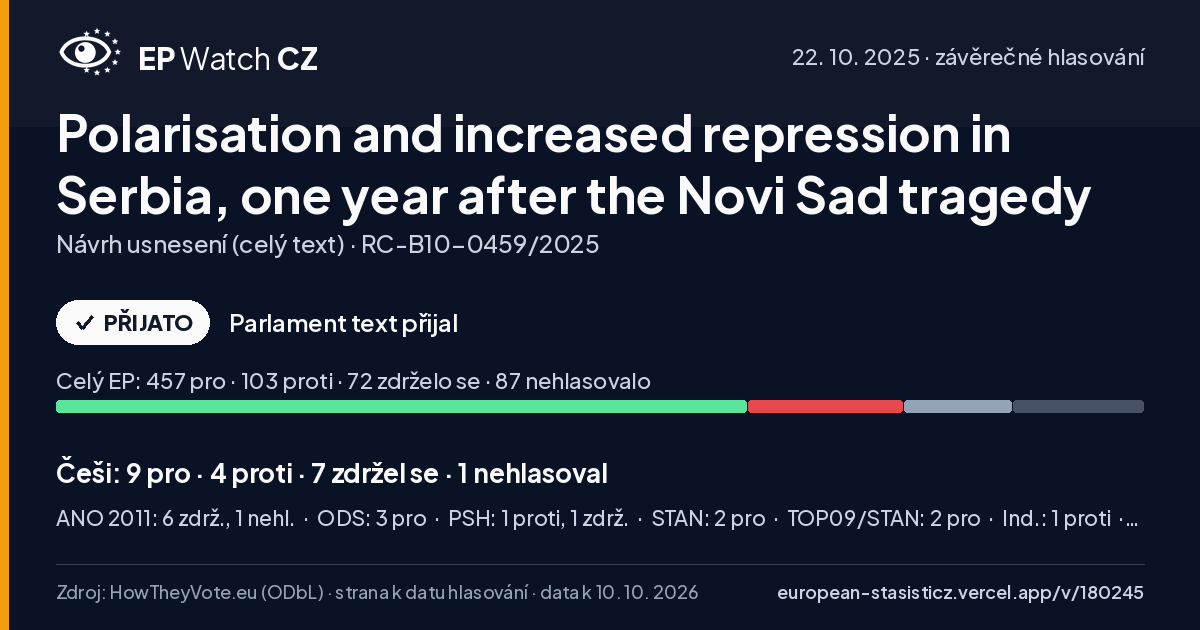 EP Watch CZ
22. 10. 2025 · závěrečné hlasování
Polarisation and increased repression in
Serbia, one year after the Novi Sad tragedy
Návrh usnesení (celý text) · RC-B10-0459/2025
✓ PŘIJATO
Parlament text přijal
Celý EP: 457 pro · 103 proti · 72 zdrželo se · 87 nehlasovalo
Češi: 9 pro · 4 proti · 7 zdržel se · 1 nehlasoval
ANO 2011: 6 zdrž., 1 nehl. · ODS: 3 pro · PSH: 1 proti, 1 zdrž. · STAN: 2 pro · TOP09/STAN: 2 pro · Ind.: 1 proti ·…
Zdroj: HowTheyVote.eu (ODbL) · strana k datu hlasování · data k 10. 10. 2026
european-stasisticz.vercel.app/v/180245